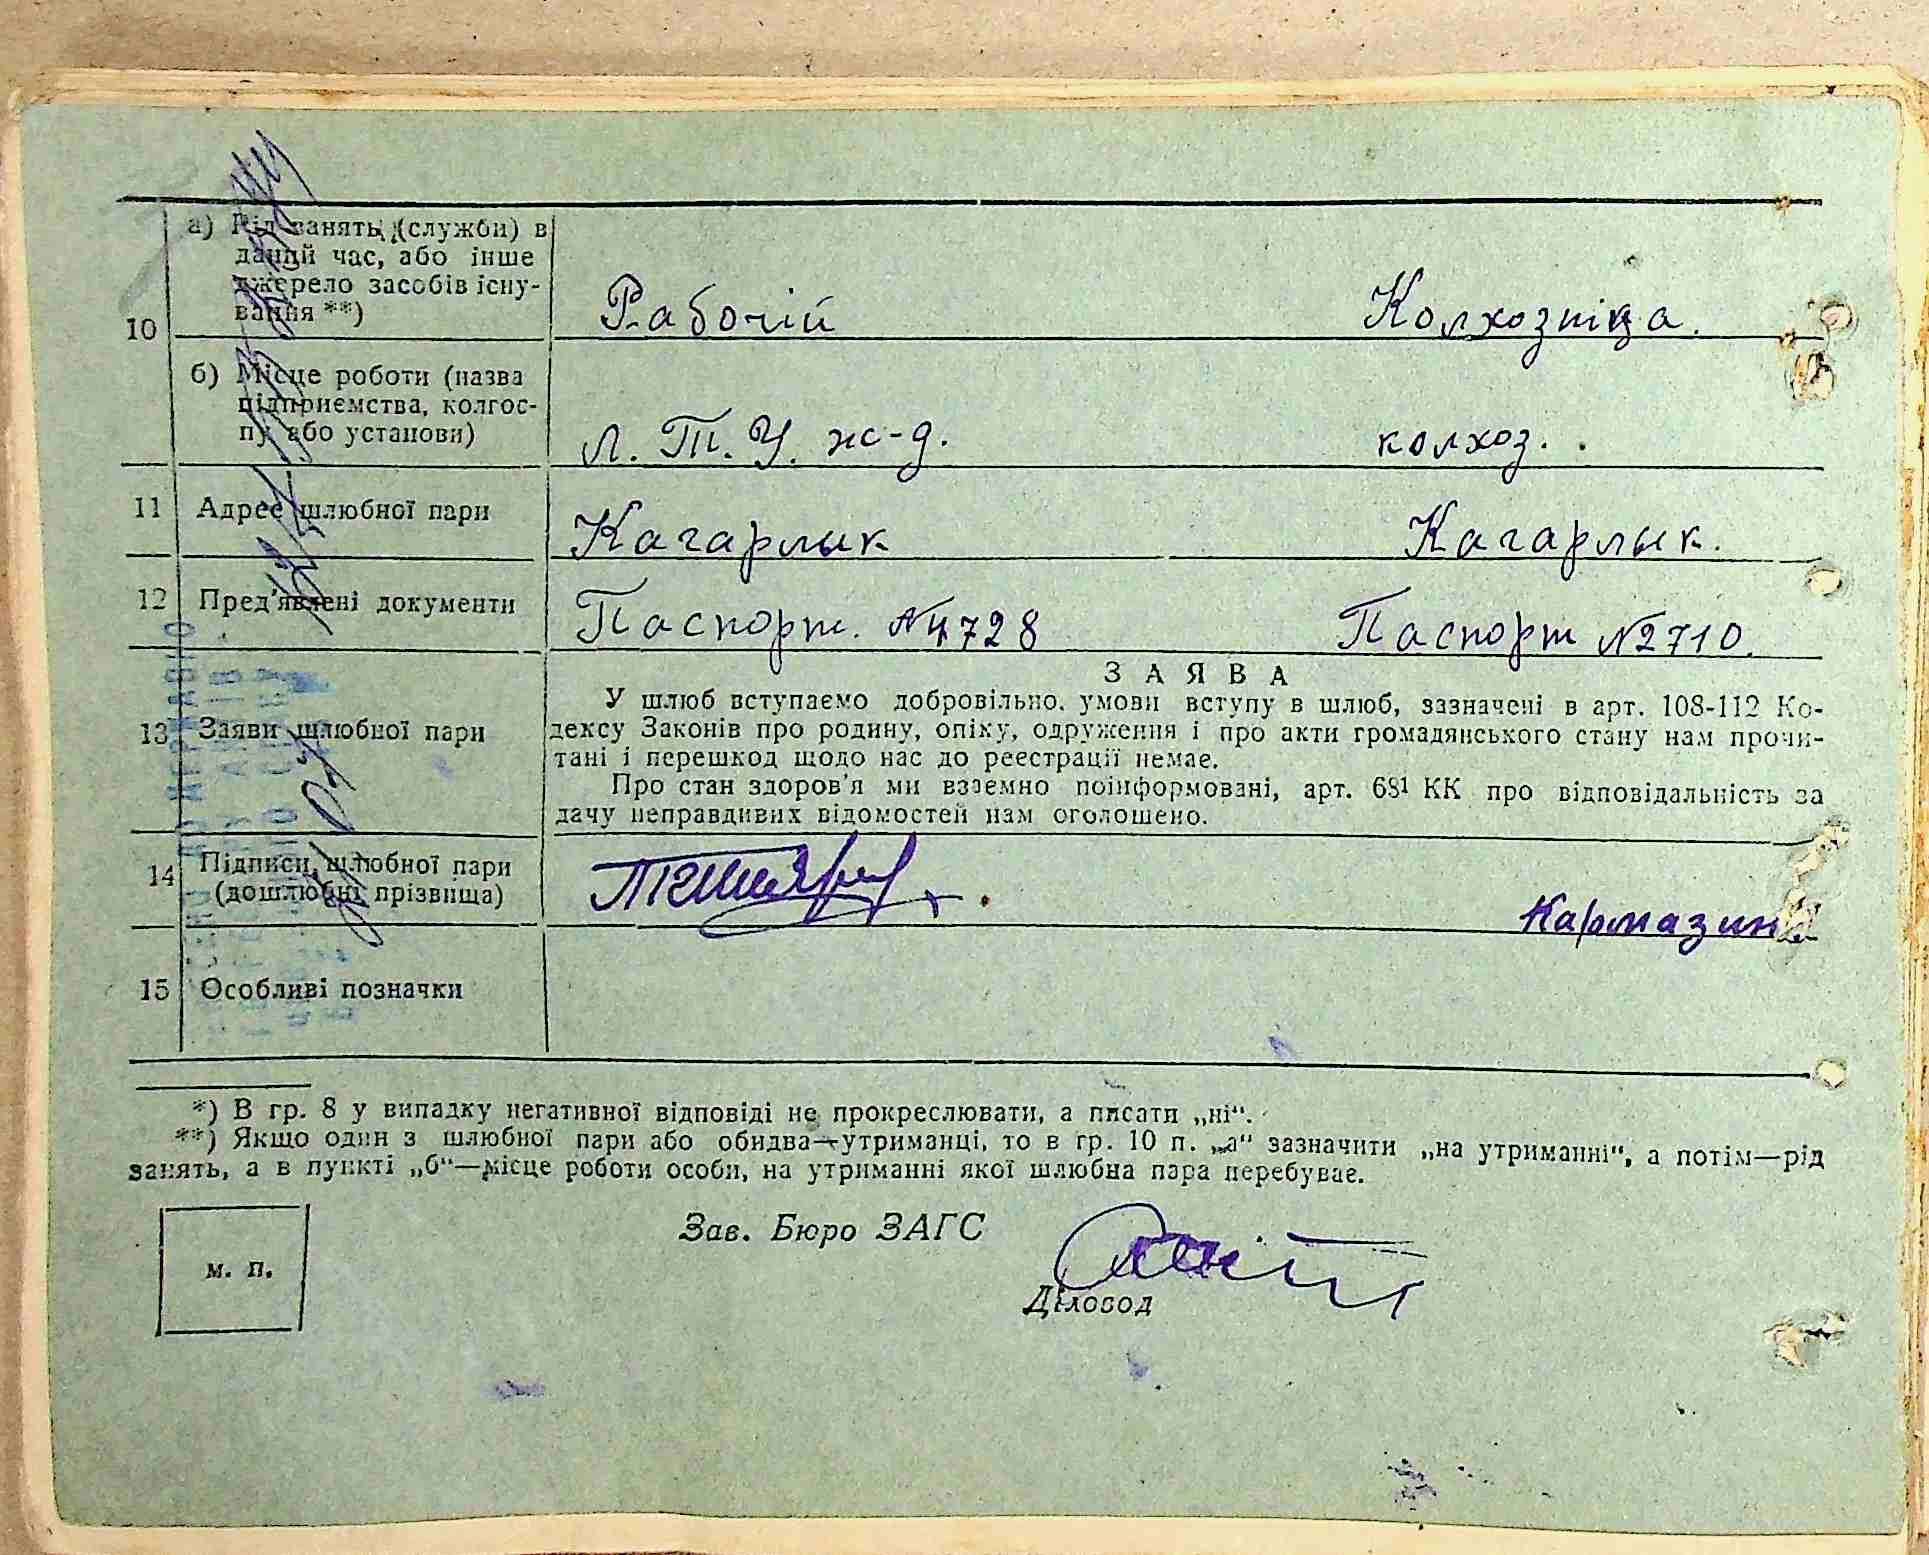 10
а) Рід занять (служби) в
даний час, або інше
джерело засобів існу-
вання **)
Рабочій
Колхозніца.
б) Місце роботи (назва
підприємства, колгос-
пу або установи)
Л. Т. У. ж-д.
колхоз.
11 Адрес шлюбної пари
Кагарлык
Кагарлык.
12 Пред'явлені документи
Паспорт. №4728
Паспорт №2710.
13 Заяви шлюбної пари
ЗАЯВА
У шлюб вступаємо добровільно, умови вступу в шлюб, зазначені в арт. 108-112 Ко-
дексу Законів про родину, опіку, одруження і про акти громадянського стану нам прочи-
тані і перешкод щодо нас до реєстрації немає.
Про стан здоров'я ми взаємно поінформовані, арт. 68¹ КК про відповідальність за
дачу неправдивих відомостей нам оголошено.
14 Підписи шлюбної пари
(дошлюбні прізвища)
15 Особливі позначки
*) В гр. 8 у випадку негативної відповіді не прокреслювати, а писати „ні“.
**) Якщо один з шлюбної пари або обидва—утриманці, то в гр. 10 п. „а“ зазначити „на утриманні“, а потім—рід
занять, а в пункті „б“—місце роботи особи, на утриманні якої шлюбна пара перебуває.
м. п.
Зав. Бюро ЗАГС
Діловод